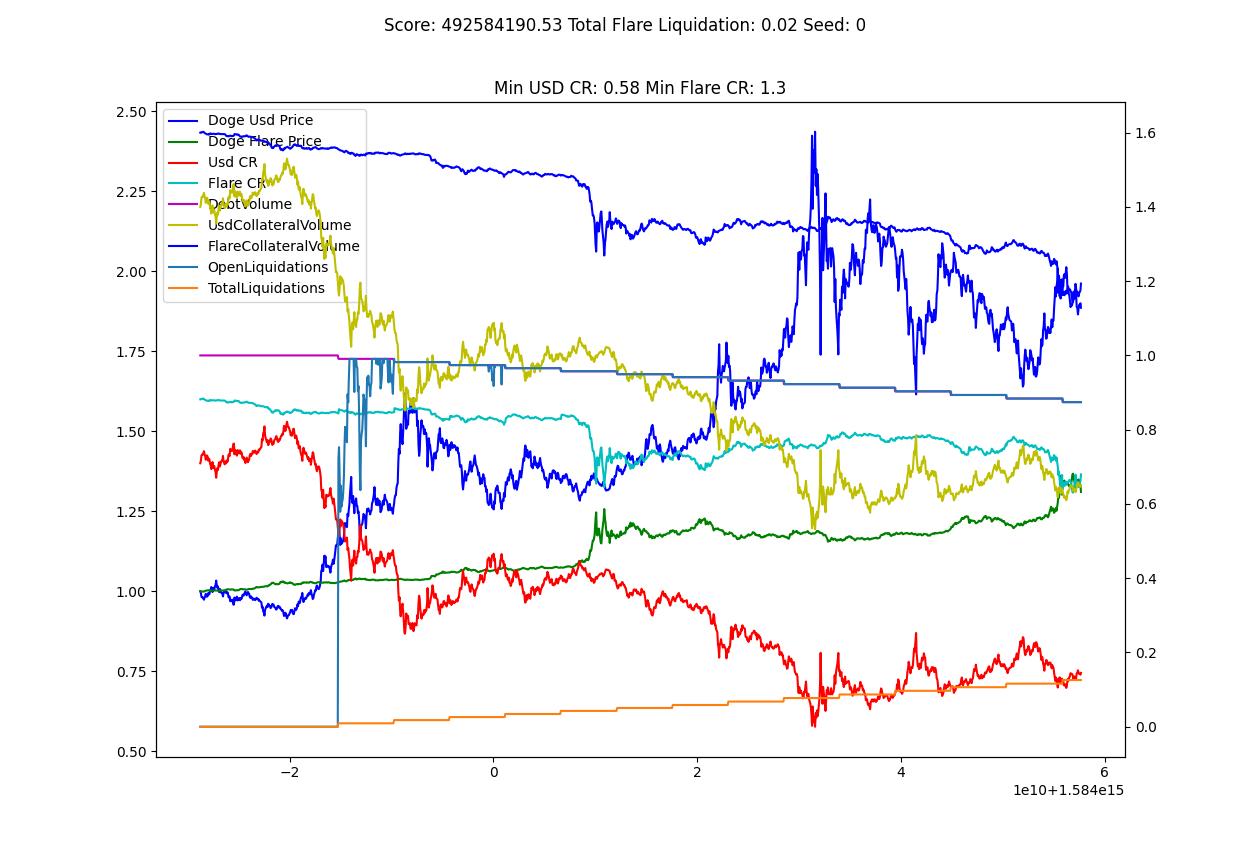 Score: 492584190.53 Total Flare Liquidation: 0.02 Seed: 0
Min USD CR: 0.58 Min Flare CR: 1.3
Doge Usd Price
Doge Flare Price
Usd CR
Flare CR
DebtVolume
UsdCollateralVolume
FlareCollateralVolume
OpenLiquidations
TotalLiquidations
2.50
2.25
2.00
1.75
1.50
1.25
1.00
0.75
0.50
1.6
1.4
1.2
1.0
0.8
0.6
0.4
0.2
0.0
−2 0 2 4 6
1e10+1.584e15